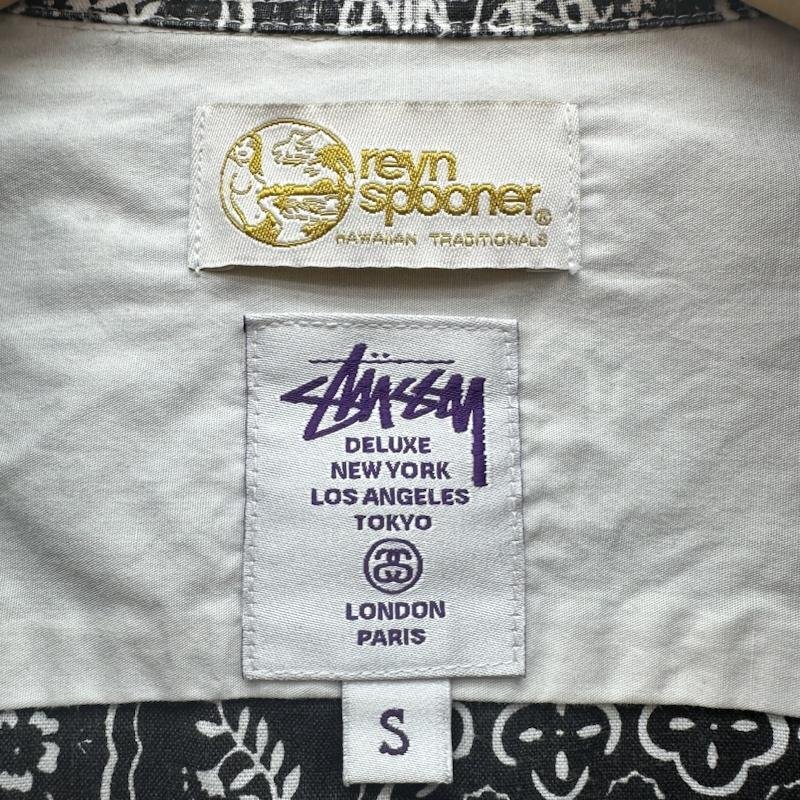 reyn
spooner®
HAWAIIAN TRADITIONALS
STÜSSY
DELUXE
NEW YORK
LOS ANGELES
TOKYO
LONDON
PARIS
S